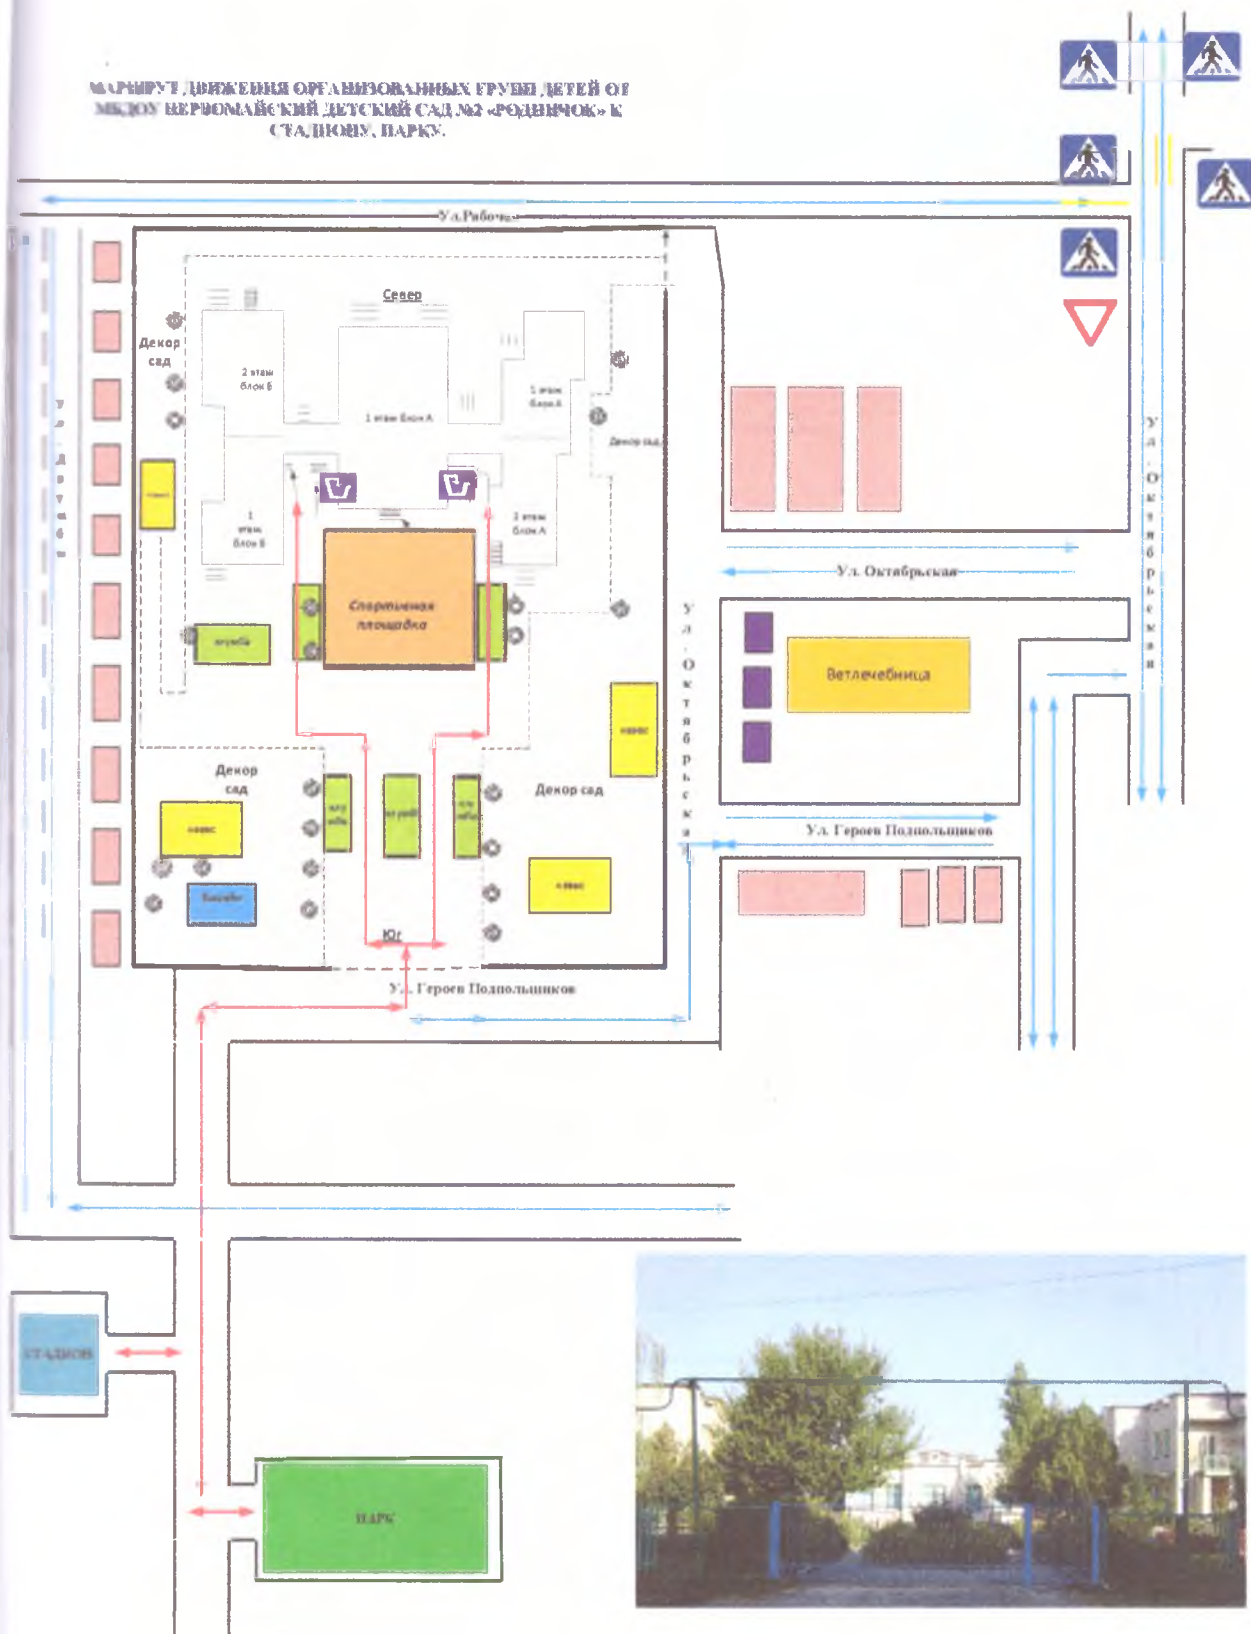 МАРШРУТ ДВИЖЕНИЯ ОРГАНИЗОВАННЫХ ГРУПП ДЕТЕЙ ОТ
МБДОУ ПЕРВОМАЙСКИЙ ДЕТСКИЙ САД №2 «РОДНИЧОК» К
СТАДИОНУ, ПАРКУ.
Ул.Рабочая
Север
Декор
сад
2 этаж
блок Б
1 этаж
блок А
1 этаж
Декор сад
1
этаж
блок В
2 этаж
блок А
Спортивная
площадка
клумба
Ул. Октябрьская
Ул. Октябрьская
Ул. Октябрьская
Ветлечебница
навес
Декор
сад
навес
Декор сад
навес
Ул. Героев Подпольщиков
Юг
Ул. Героев Подпольщиков
СТАДИОН
ПАРК